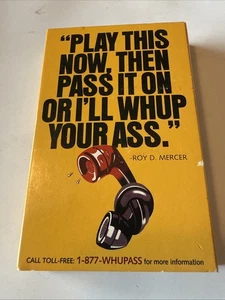 “PLAY THIS
NOW, THEN
PASS IT ON
OR I’LL WHUP
YOUR ASS.”
-ROY D. MERCER
CALL TOLL-FREE: 1-877-WHUPASS for more information